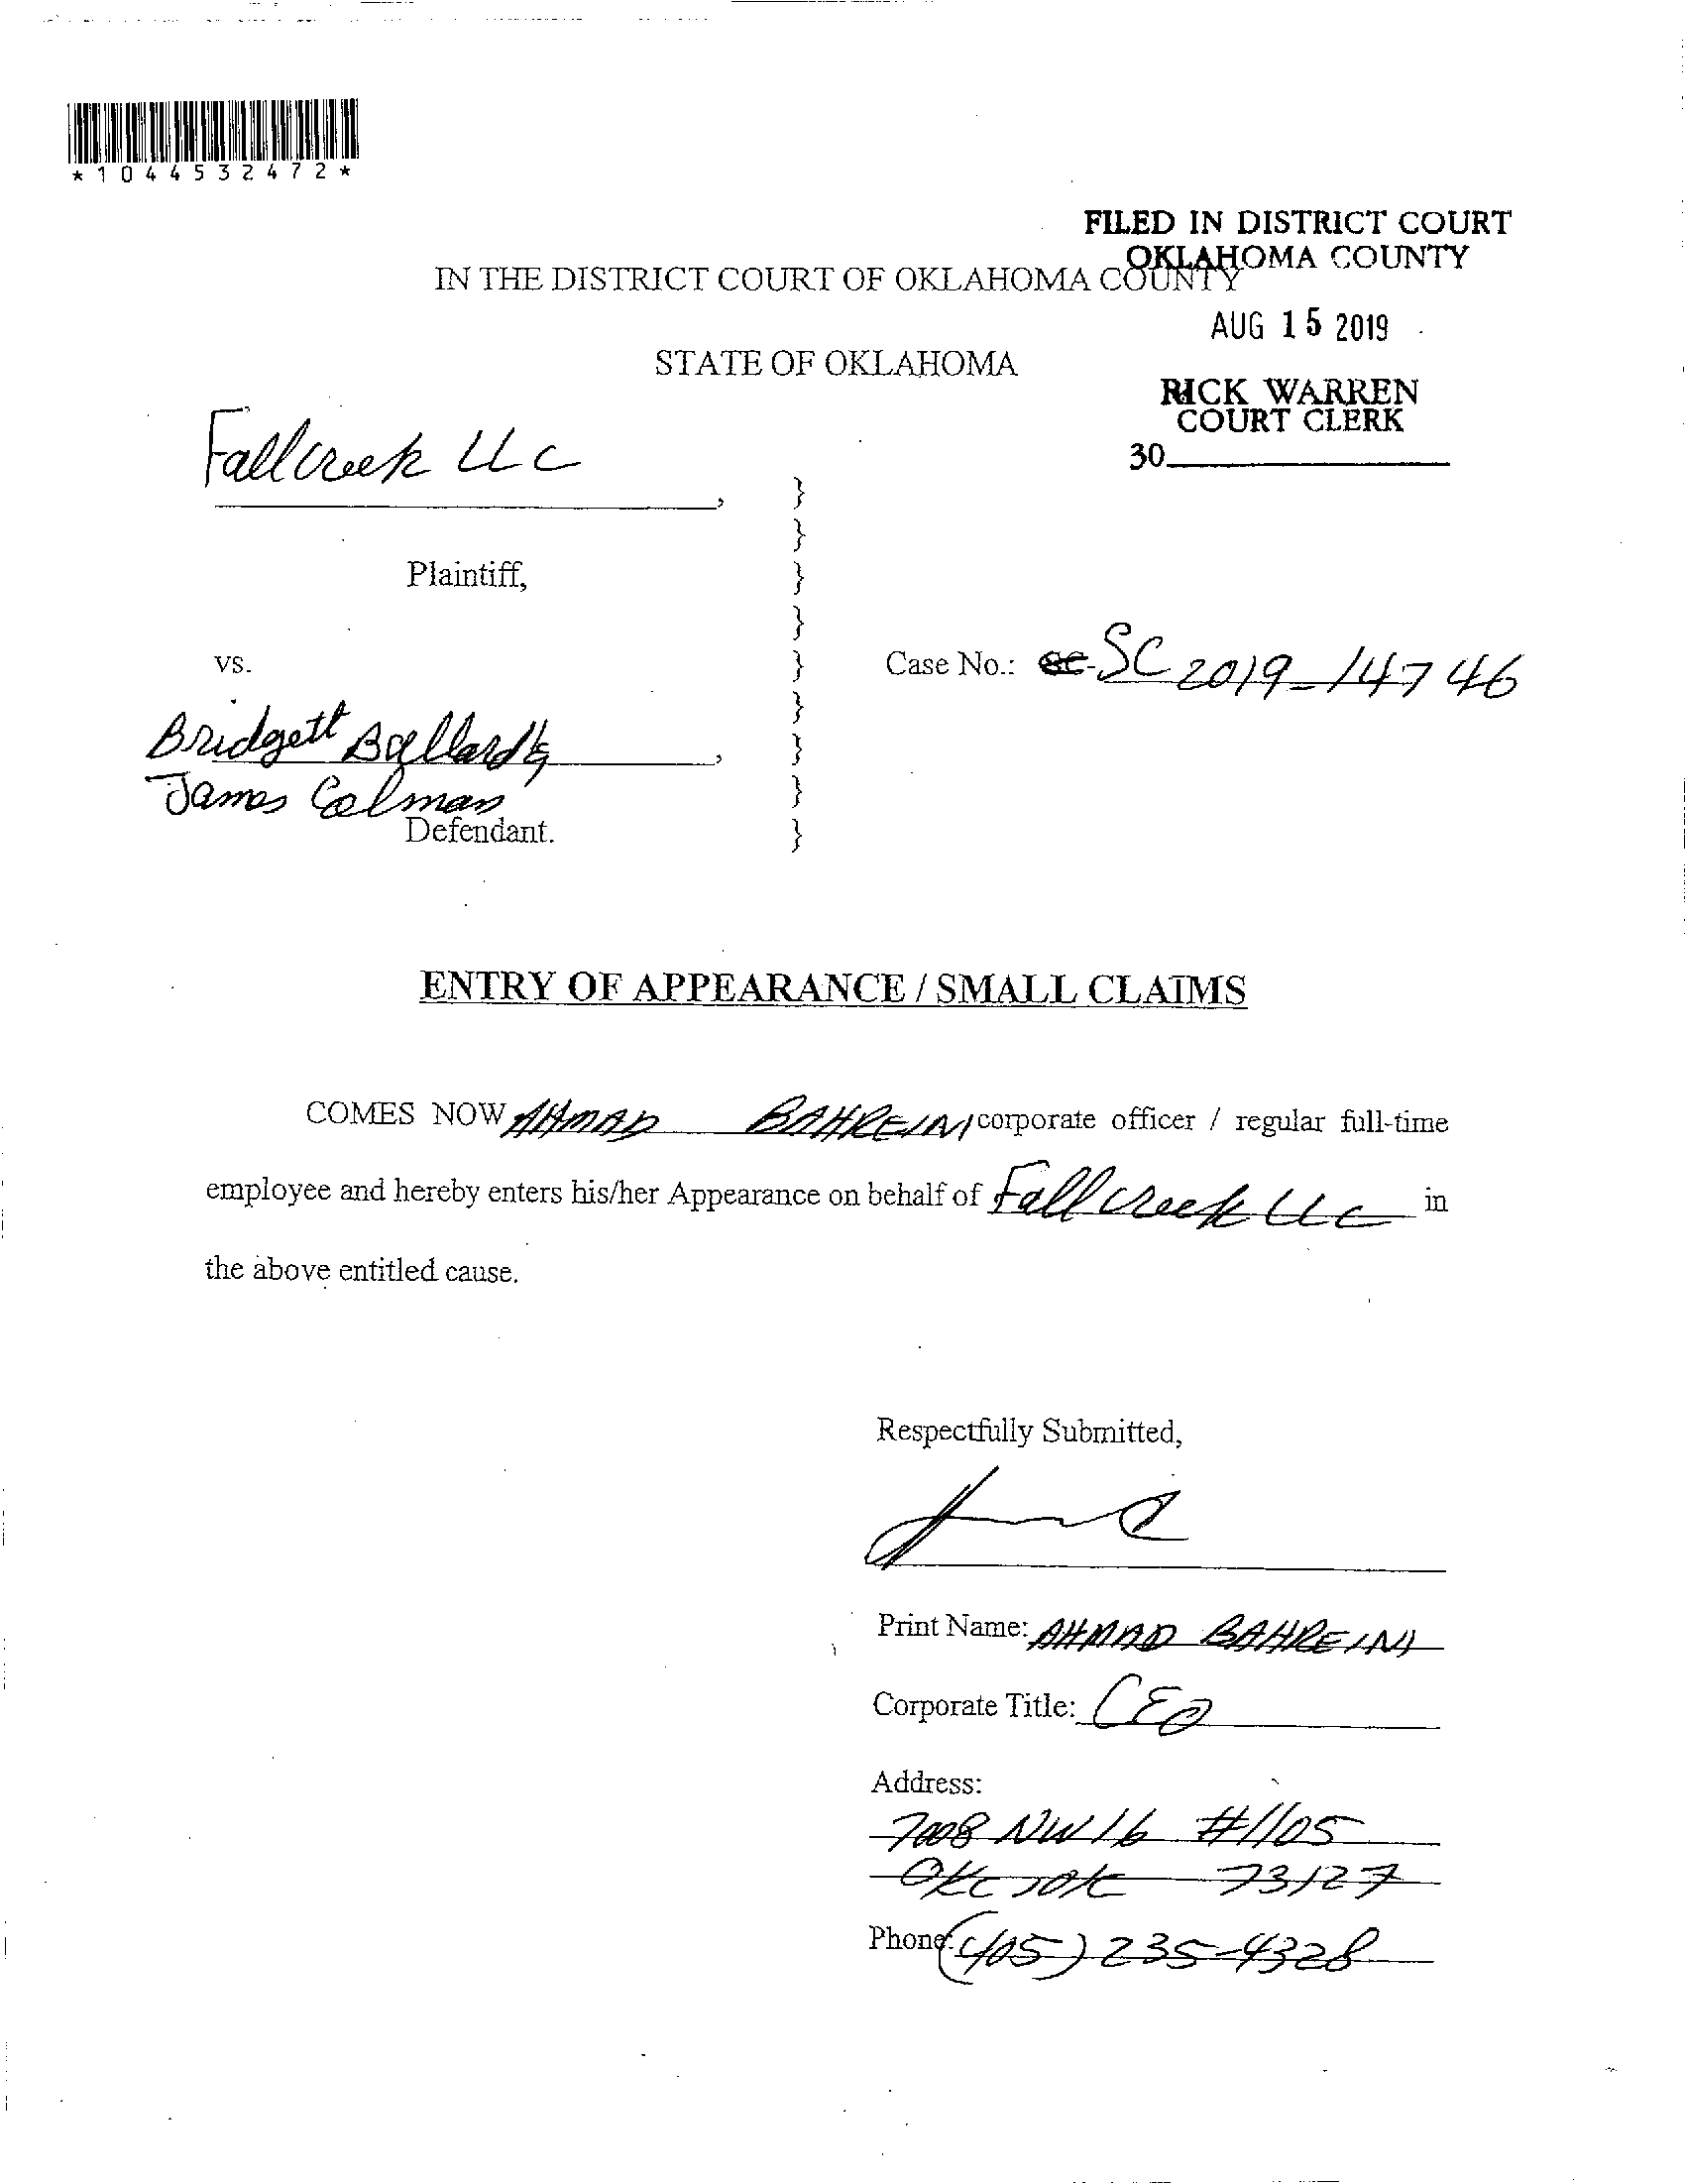 *1044532472*
FILED IN DISTRICT COURT
OKLAHOMA COUNTY
IN THE DISTRICT COURT OF OKLAHOMA COUNTY
AUG 15 2019
STATE OF OKLAHOMA
RICK WARREN
COURT CLERK
30
Fallcreek LLC
,
Plaintiff,
vs.
Case No.: SC 2019-14746
Bridgett Ballard &,
James Colman
Defendant.
ENTRY OF APPEARANCE / SMALL CLAIMS
COMES NOW AHMAD BAHREINI corporate officer / regular full-time
employee and hereby enters his/her Appearance on behalf of Fallcreek LLC in
the above entitled cause.
Respectfully Submitted,
Print Name: AHMAD BAHREINI
Corporate Title: CEO
Address:
7008 NW 16 #1105
OKC, OK 73127
Phone: (405) 235-4328